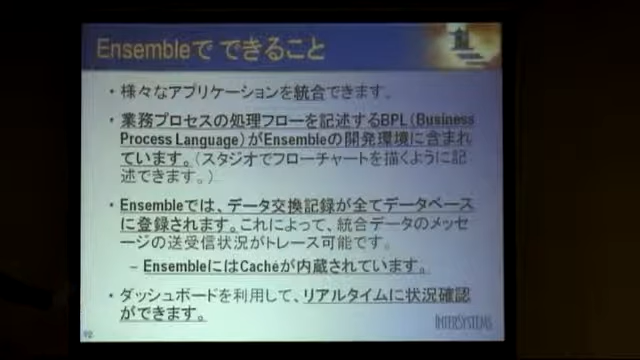 Ensembleで できること
・様々なアプリケーションを統合できます。
・業務プロセスの処理フローを記述するBPL（Business
Process Language）がEnsembleの開発環境に含まれ
ています。（スタジオでフローチャートを描くように記
述できます。）
・Ensembleでは、データ交換記録が全てデータベース
に登録されます。これによって、統合データのメッセ
ージの送受信状況がトレース可能です。
–EnsembleにはCachéが内蔵されています。
・ダッシュボードを利用して、リアルタイムに状況確認
ができます。
INTERSYSTEMS